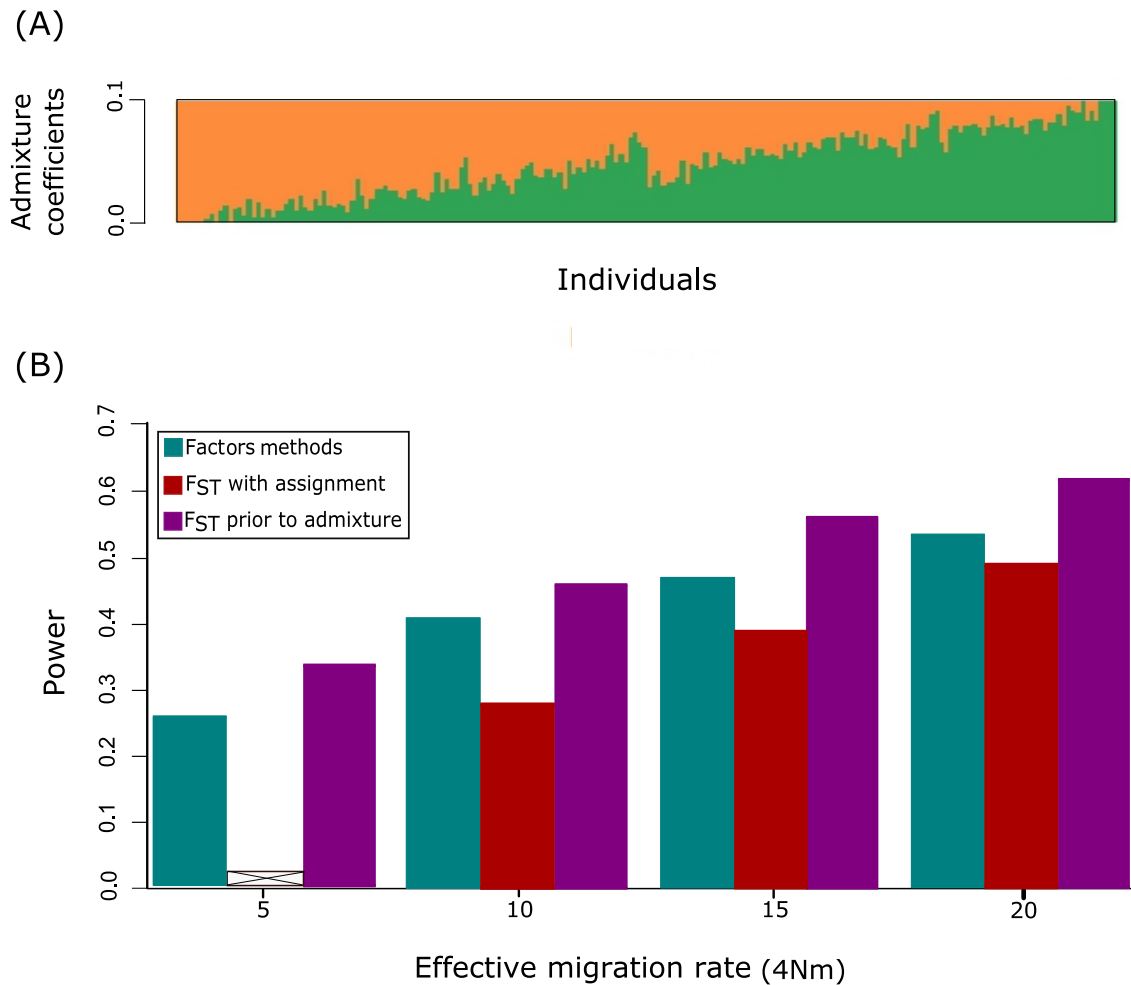 (A)
Admixture
coefficients
0.1
0.0
Individuals
(B)
Power
0.7
0.6
0.5
0.4
0.3
0.2
0.1
0.0
Factors methods
FST with assignment
FST prior to admixture
5 10 15 20
Effective migration rate (4Nm)